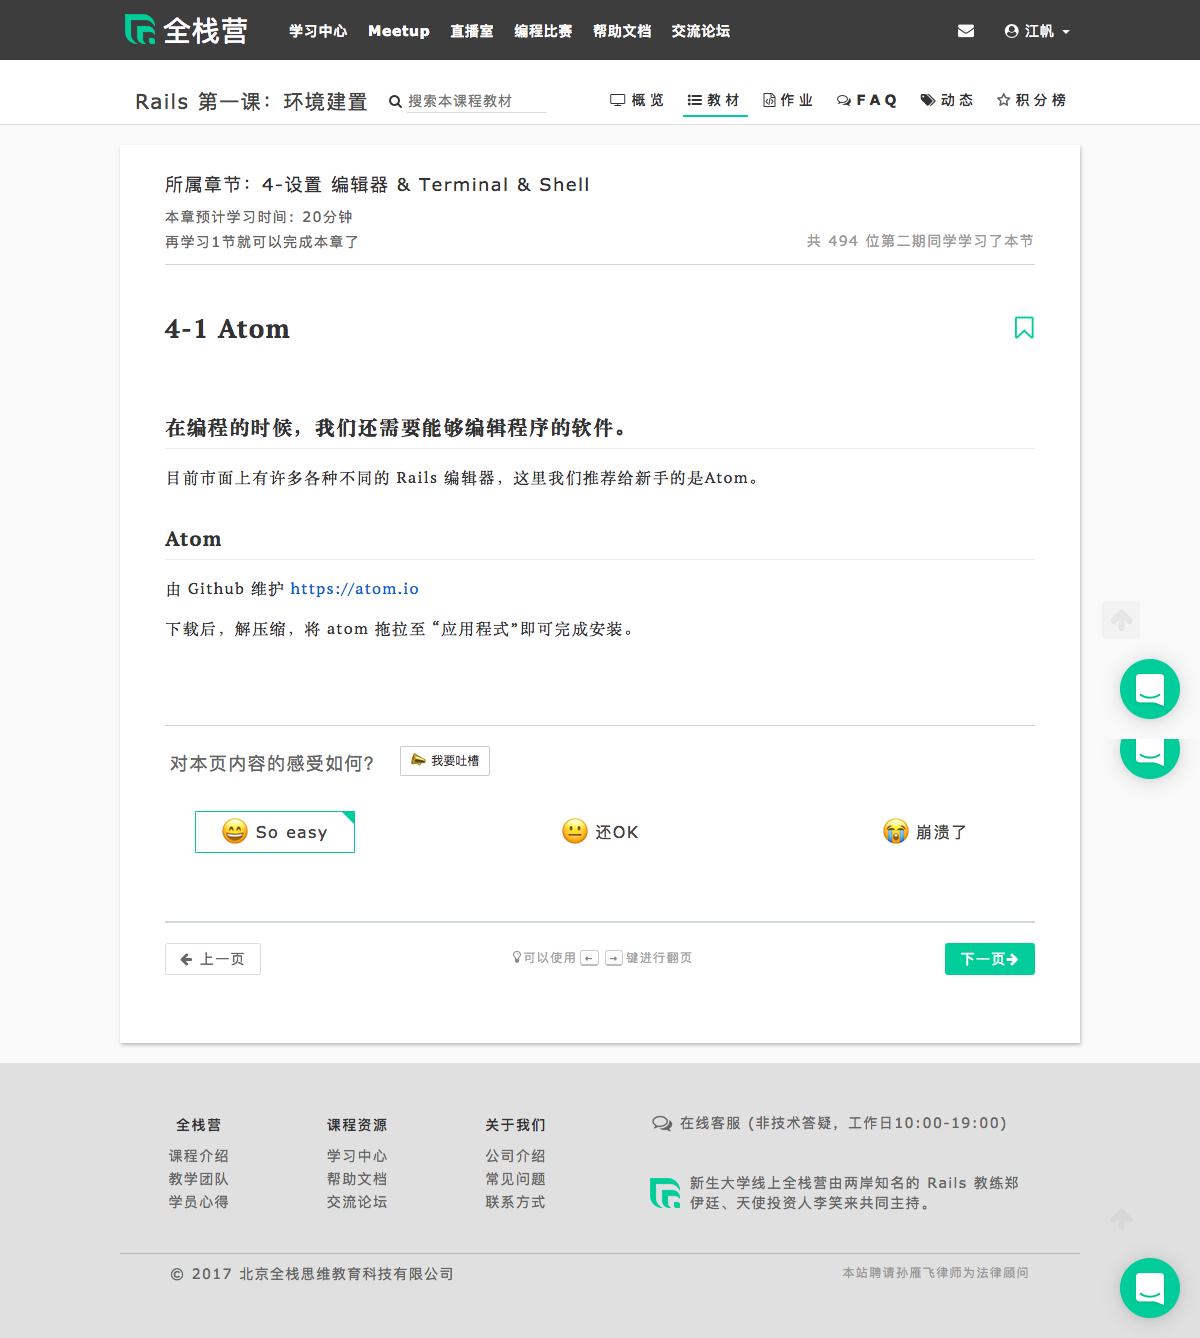 全栈营 学习中心 Meetup 直播室 编程比赛 帮助文档 交流论坛 江帆
Rails 第一课：环境建置 搜索本课程教材 概览 教材 作业 FAQ 动态 积分榜
所属章节：4-设置 编辑器 & Terminal & Shell
本章预计学习时间：20分钟
再学习1节就可以完成本章了 共 494 位第二期同学学习了本节
4-1 Atom
在编程的时候，我们还需要能够编辑程序的软件。
目前市面上有许多各种不同的 Rails 编辑器，这里我们推荐给新手的是Atom。
Atom
由 Github 维护 https://atom.io
下载后，解压缩，将 atom 拖拉至 “应用程式”即可完成安装。
对本页内容的感受如何? 我要吐槽
So easy 还OK 崩溃了
上一页 可以使用 ← → 键进行翻页 下一页
全栈营 课程资源 关于我们 在线客服 (非技术答疑，工作日10:00-19:00)
课程介绍 学习中心 公司介绍
教学团队 帮助文档 常见问题 新生大学线上全栈营由两岸知名的 Rails 教练郑
学员心得 交流论坛 联系方式 伊廷、天使投资人李笑来共同主持。
© 2017 北京全栈思维教育科技有限公司 本站聘请孙雁飞律师为法律顾问